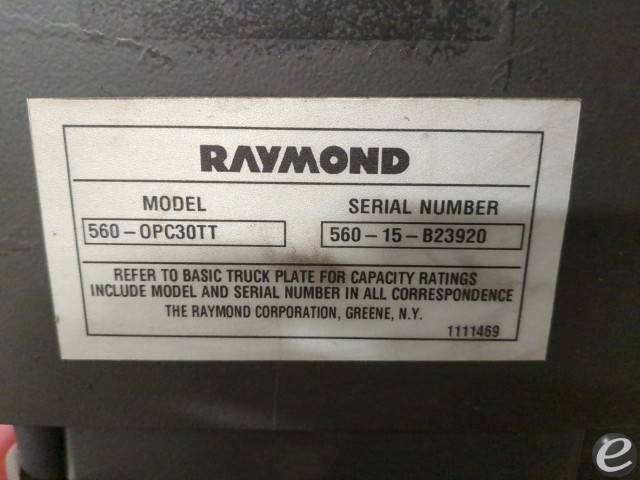 RAYMOND
MODEL
SERIAL NUMBER
560-OPC30TT
560-15-B23920
REFER TO BASIC TRUCK PLATE FOR CAPACITY RATINGS
INCLUDE MODEL AND SERIAL NUMBER IN ALL CORRESPONDENCE
THE RAYMOND CORPORATION, GREENE, N.Y.
1111469
e